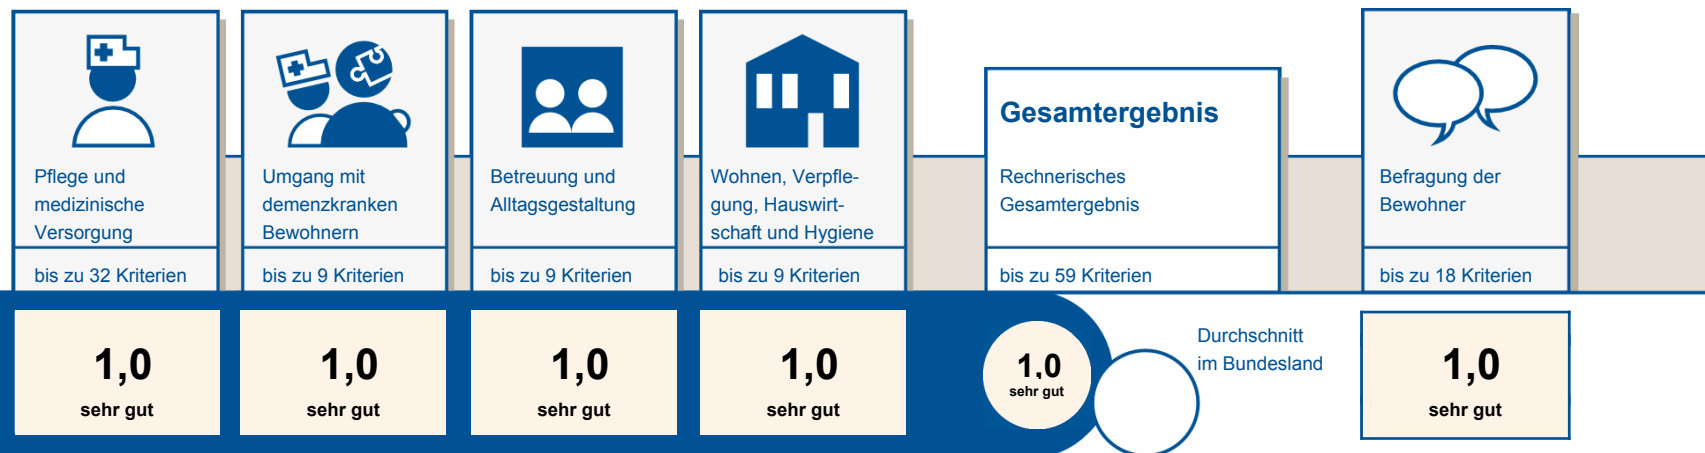 Pflege und
medizinische
Versorgung
bis zu 32 Kriterien
1,0
sehr gut
Umgang mit
demenzkranken
Bewohnern
bis zu 9 Kriterien
1,0
sehr gut
Betreuung und
Alltagsgestaltung
bis zu 9 Kriterien
1,0
sehr gut
Wohnen, Verpfle-
gung, Hauswirt-
schaft und Hygiene
bis zu 9 Kriterien
1,0
sehr gut
Gesamtergebnis
Rechnerisches
Gesamtergebnis
bis zu 59 Kriterien
1,0
sehr gut
Durchschnitt
im Bundesland
Befragung der
Bewohner
bis zu 18 Kriterien
1,0
sehr gut